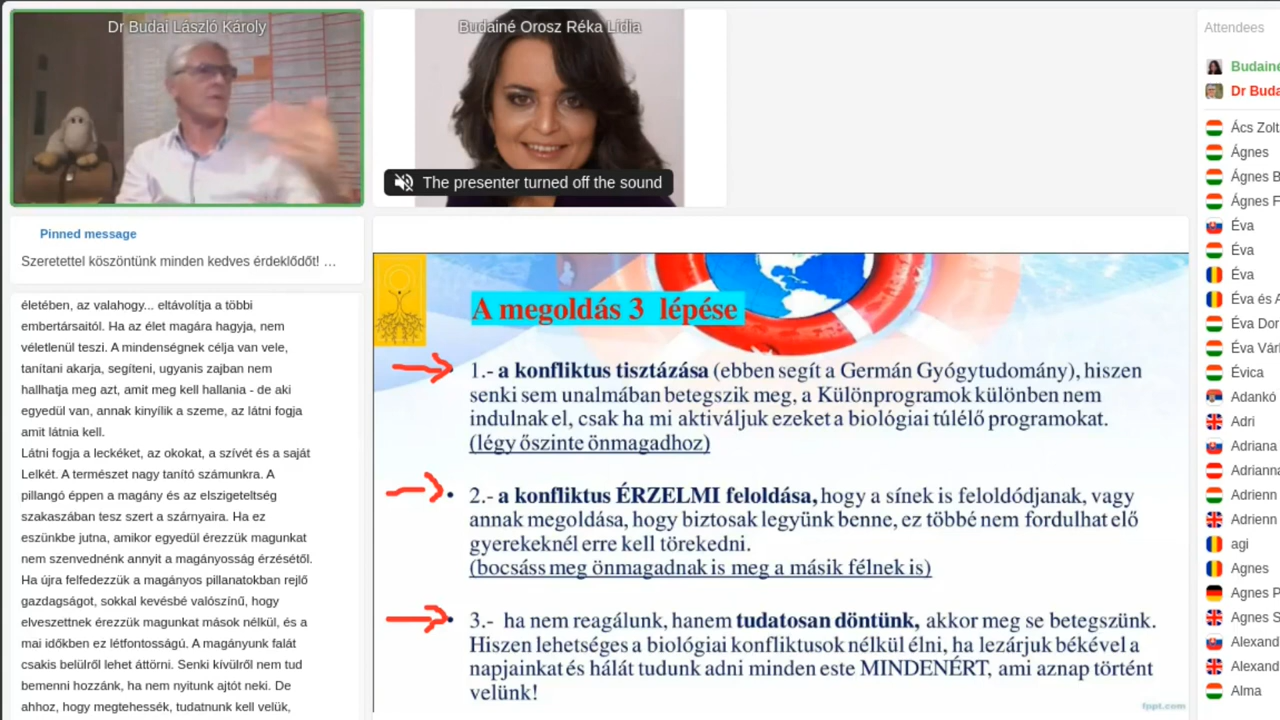 Dr Budai László Károly
Budainé Orosz Réka Lídia
The presenter turned off the sound
Pinned message
Szeretettel köszöntünk minden kedves érdeklődőt! …
életében, az valahogy... eltávolítja a többi
embertársaitól. Ha az élet magára hagyja, nem
véletlenül teszi. A mindenségnek célja van vele,
tanítani akarja, segíteni, ugyanis zajban nem
hallhatja meg azt, amit meg kell hallania - de aki
egyedül van, annak kinyílik a szeme, az látni fogja
amit látnia kell.
Látni fogja a leckéket, az okokat, a szívét és a saját
Lelkét. A természet nagy tanító számunkra. A
pillangó éppen a magány és az elszigeteltség
szakaszában tesz szert a szárnyaira. Ha ez
eszünkbe jutna, amikor egyedül érezzük magunkat
nem szenvednénk annyit a magányosság érzésétől.
Ha újra felfedezzük a magányos pillanatokban rejlő
gazdagságot, sokkal kevésbé valószínű, hogy
elveszettnek érezzük magunkat mások nélkül, és a
mai időkben ez létfontosságú. A magányunk falát
csakis belülről lehet áttörni. Senki kívülről nem tud
bemenni hozzánk, ha nem nyitunk ajtót neki. De
ahhoz, hogy megtehessék, tudatnunk kell velük,
A megoldás 3 lépése
1.- a konfliktus tisztázása (ebben segít a Germán Gyógytudomány), hiszen
senki sem unalmában betegszik meg, a Különprogramok különben nem
indulnak el, csak ha mi aktiváljuk ezeket a biológiai túlélő programokat.
(légy őszinte önmagadhoz)
• 2.- a konfliktus ÉRZELMI feloldása, hogy a sínek is feloldódjanak, vagy
annak megoldása, hogy biztosak legyünk benne, ez többé nem fordulhat elő
gyerekeknél erre kell törekedni.
(bocsáss meg önmagadnak is meg a másik félnek is)
3.- ha nem reagálunk, hanem tudatosan döntünk, akkor meg se betegszünk.
Hiszen lehetséges a biológiai konfliktusok nélkül élni, ha lezárjuk békével a
napjainkat és hálát tudunk adni minden este MINDENÉRT, ami aznap történt
velünk!
fppt.com
Attendees
Budainé
Dr Buda
Ács Zolt
Ágnes
Ágnes B
Ágnes F
Éva
Éva
Éva
Éva és A
Éva Dor
Éva Várk
Évica
Adankó
Adri
Adriana
Adrianna
Adrienn
Adrienn
agi
Agnes
Agnes P
Agnes S
Alexand
Alexand
Alma